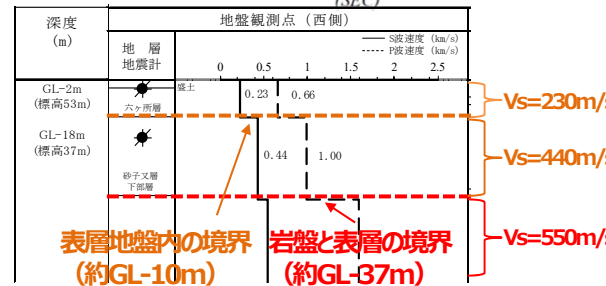 (SEC)
深度
(m)
地盤観測点（西側）
地 層
地震計
S波速度 (km/s)
P波速度 (km/s)
0 0.5 1 1.5 2 2.5
GL-2m
(標高53m)
盛土
六ヶ所層
0.23 0.66
Vs=230m/s
GL-18m
(標高37m)
砂子又層
下部層
0.44 1.00
Vs=440m/s
表層地盤内の境界
（約GL-10m）
岩盤と表層の境界
（約GL-37m）
Vs=550m/s